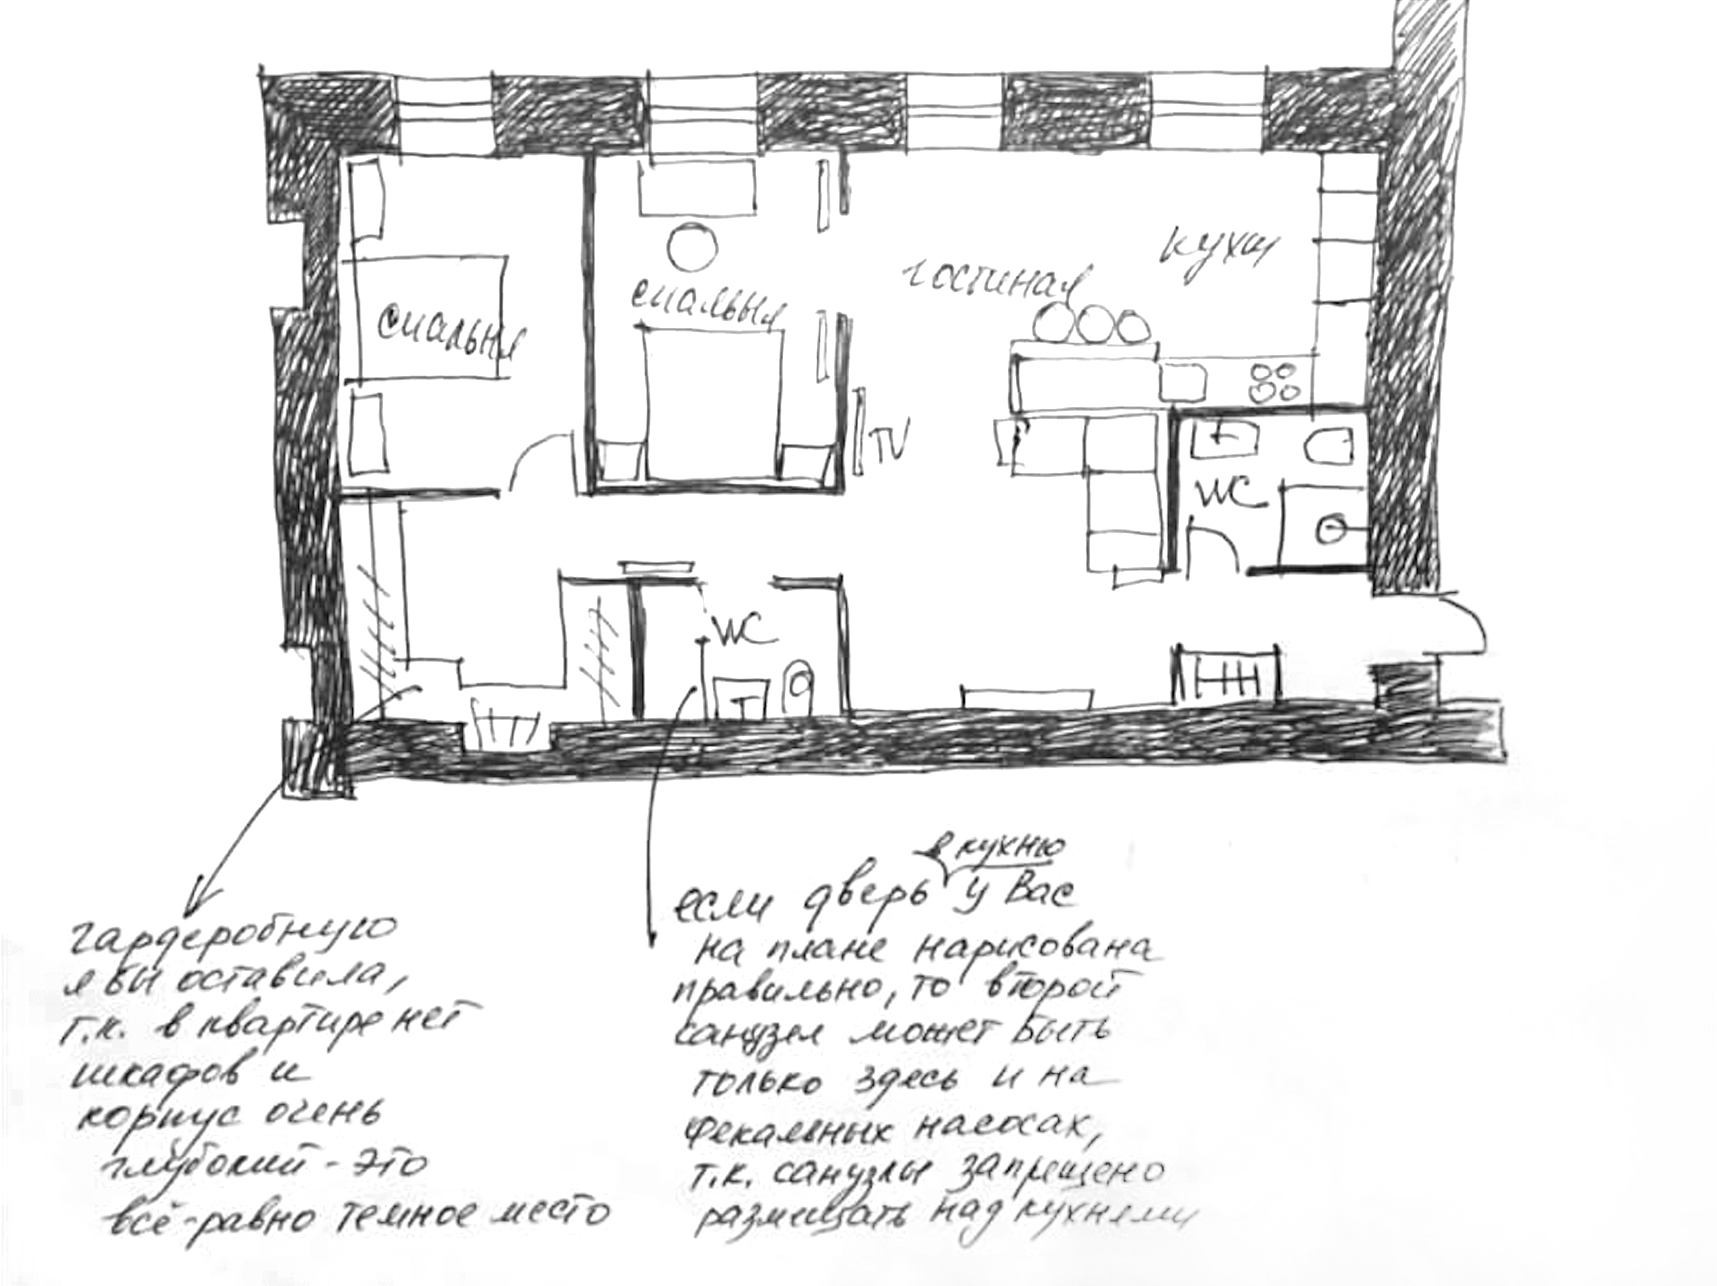 спальня
спальня
гостиная
кухня
TV
WC
WC
гардеробную
я бы оставила,
т.к. в квартире нет
шкафов и
корпус очень
глубокий - это
всё-равно темное место
в кухню
если дверь у Вас
на плане нарисована
правильно, то второй
санузел может быть
только здесь и на
фекальных насосах,
т.к. санузлы запрещено
размещать над кухнями